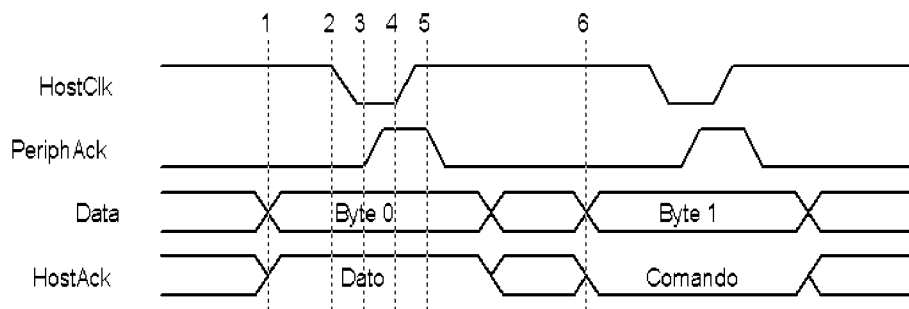 1 2 3 4 5 6
HostClk
PeriphAck
Data Byte 0 Byte 1
HostAck Dato Comando